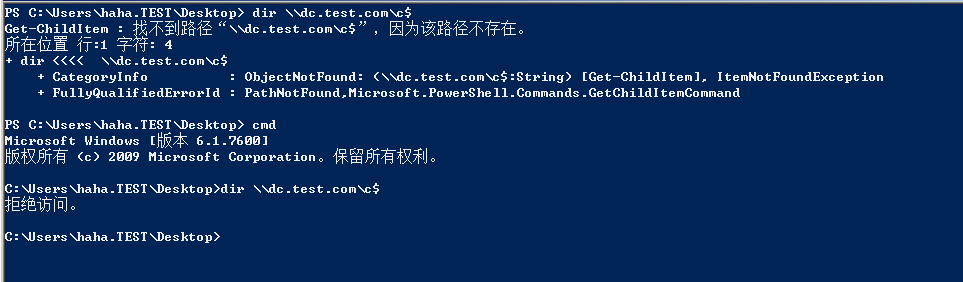 PS C:\Users\haha.TEST\Desktop> dir \\dc.test.com\c$
Get-ChildItem : 找不到路径“\\dc.test.com\c$”，因为该路径不存在。
所在位置 行:1 字符: 4
+ dir <<<<  \\dc.test.com\c$
    + CategoryInfo          : ObjectNotFound: (\\dc.test.com\c$:String) [Get-ChildItem], ItemNotFoundException
    + FullyQualifiedErrorId : PathNotFound,Microsoft.PowerShell.Commands.GetChildItemCommand
PS C:\Users\haha.TEST\Desktop> cmd
Microsoft Windows [版本 6.1.7600]
版权所有 (c) 2009 Microsoft Corporation。保留所有权利。
C:\Users\haha.TEST\Desktop>dir \\dc.test.com\c$
拒绝访问。
C:\Users\haha.TEST\Desktop>